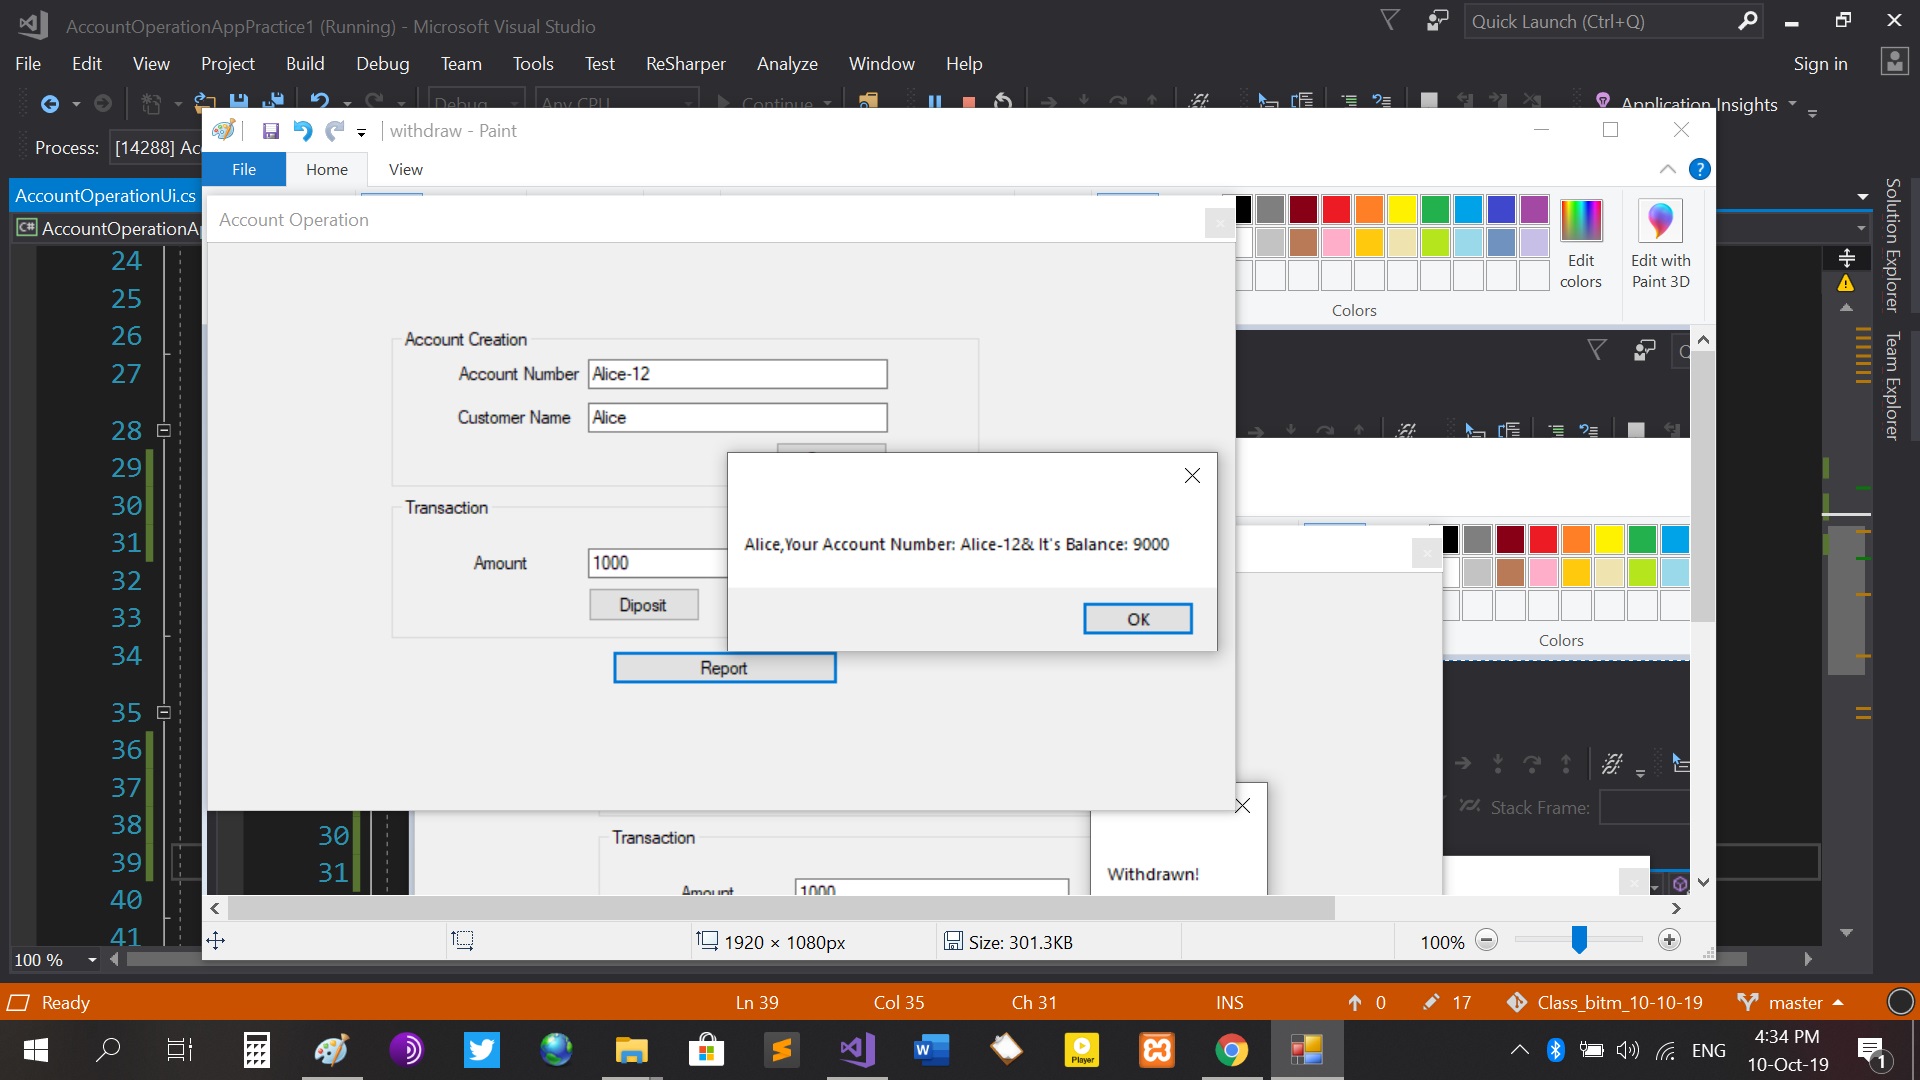 AccountOperationAppPractice1 (Running) - Microsoft Visual Studio
Quick Launch (Ctrl+Q)
File Edit View Project Build Debug Team Tools Test ReSharper Analyze Window Help
Sign in
Debug Any CPU Continue Application Insights
Process: [14288] Ac
withdraw - Paint
File Home View
AccountOperationUi.cs
AccountOperationAp
Account Operation
Edit colors
Edit with Paint 3D
Colors
Solution Explorer
Team Explorer
24
25
26
27
28
29
30
31
32
33
34
35
36
37
38
39
40
41
Account Creation
Account Number Alice-12
Customer Name Alice
Transaction
Amount 1000
Diposit
Report
Alice,Your Account Number: Alice-12& It's Balance: 9000
OK
Colors
Stack Frame:
30
31
Transaction
Amount 1000
Withdrawn!
1920 × 1080px
Size: 301.3KB
100%
100 %
Ready
Ln 39 Col 35 Ch 31 INS 0 17 Class_bitm_10-10-19 master
Player
ENG
4:34 PM
10-Oct-19
1